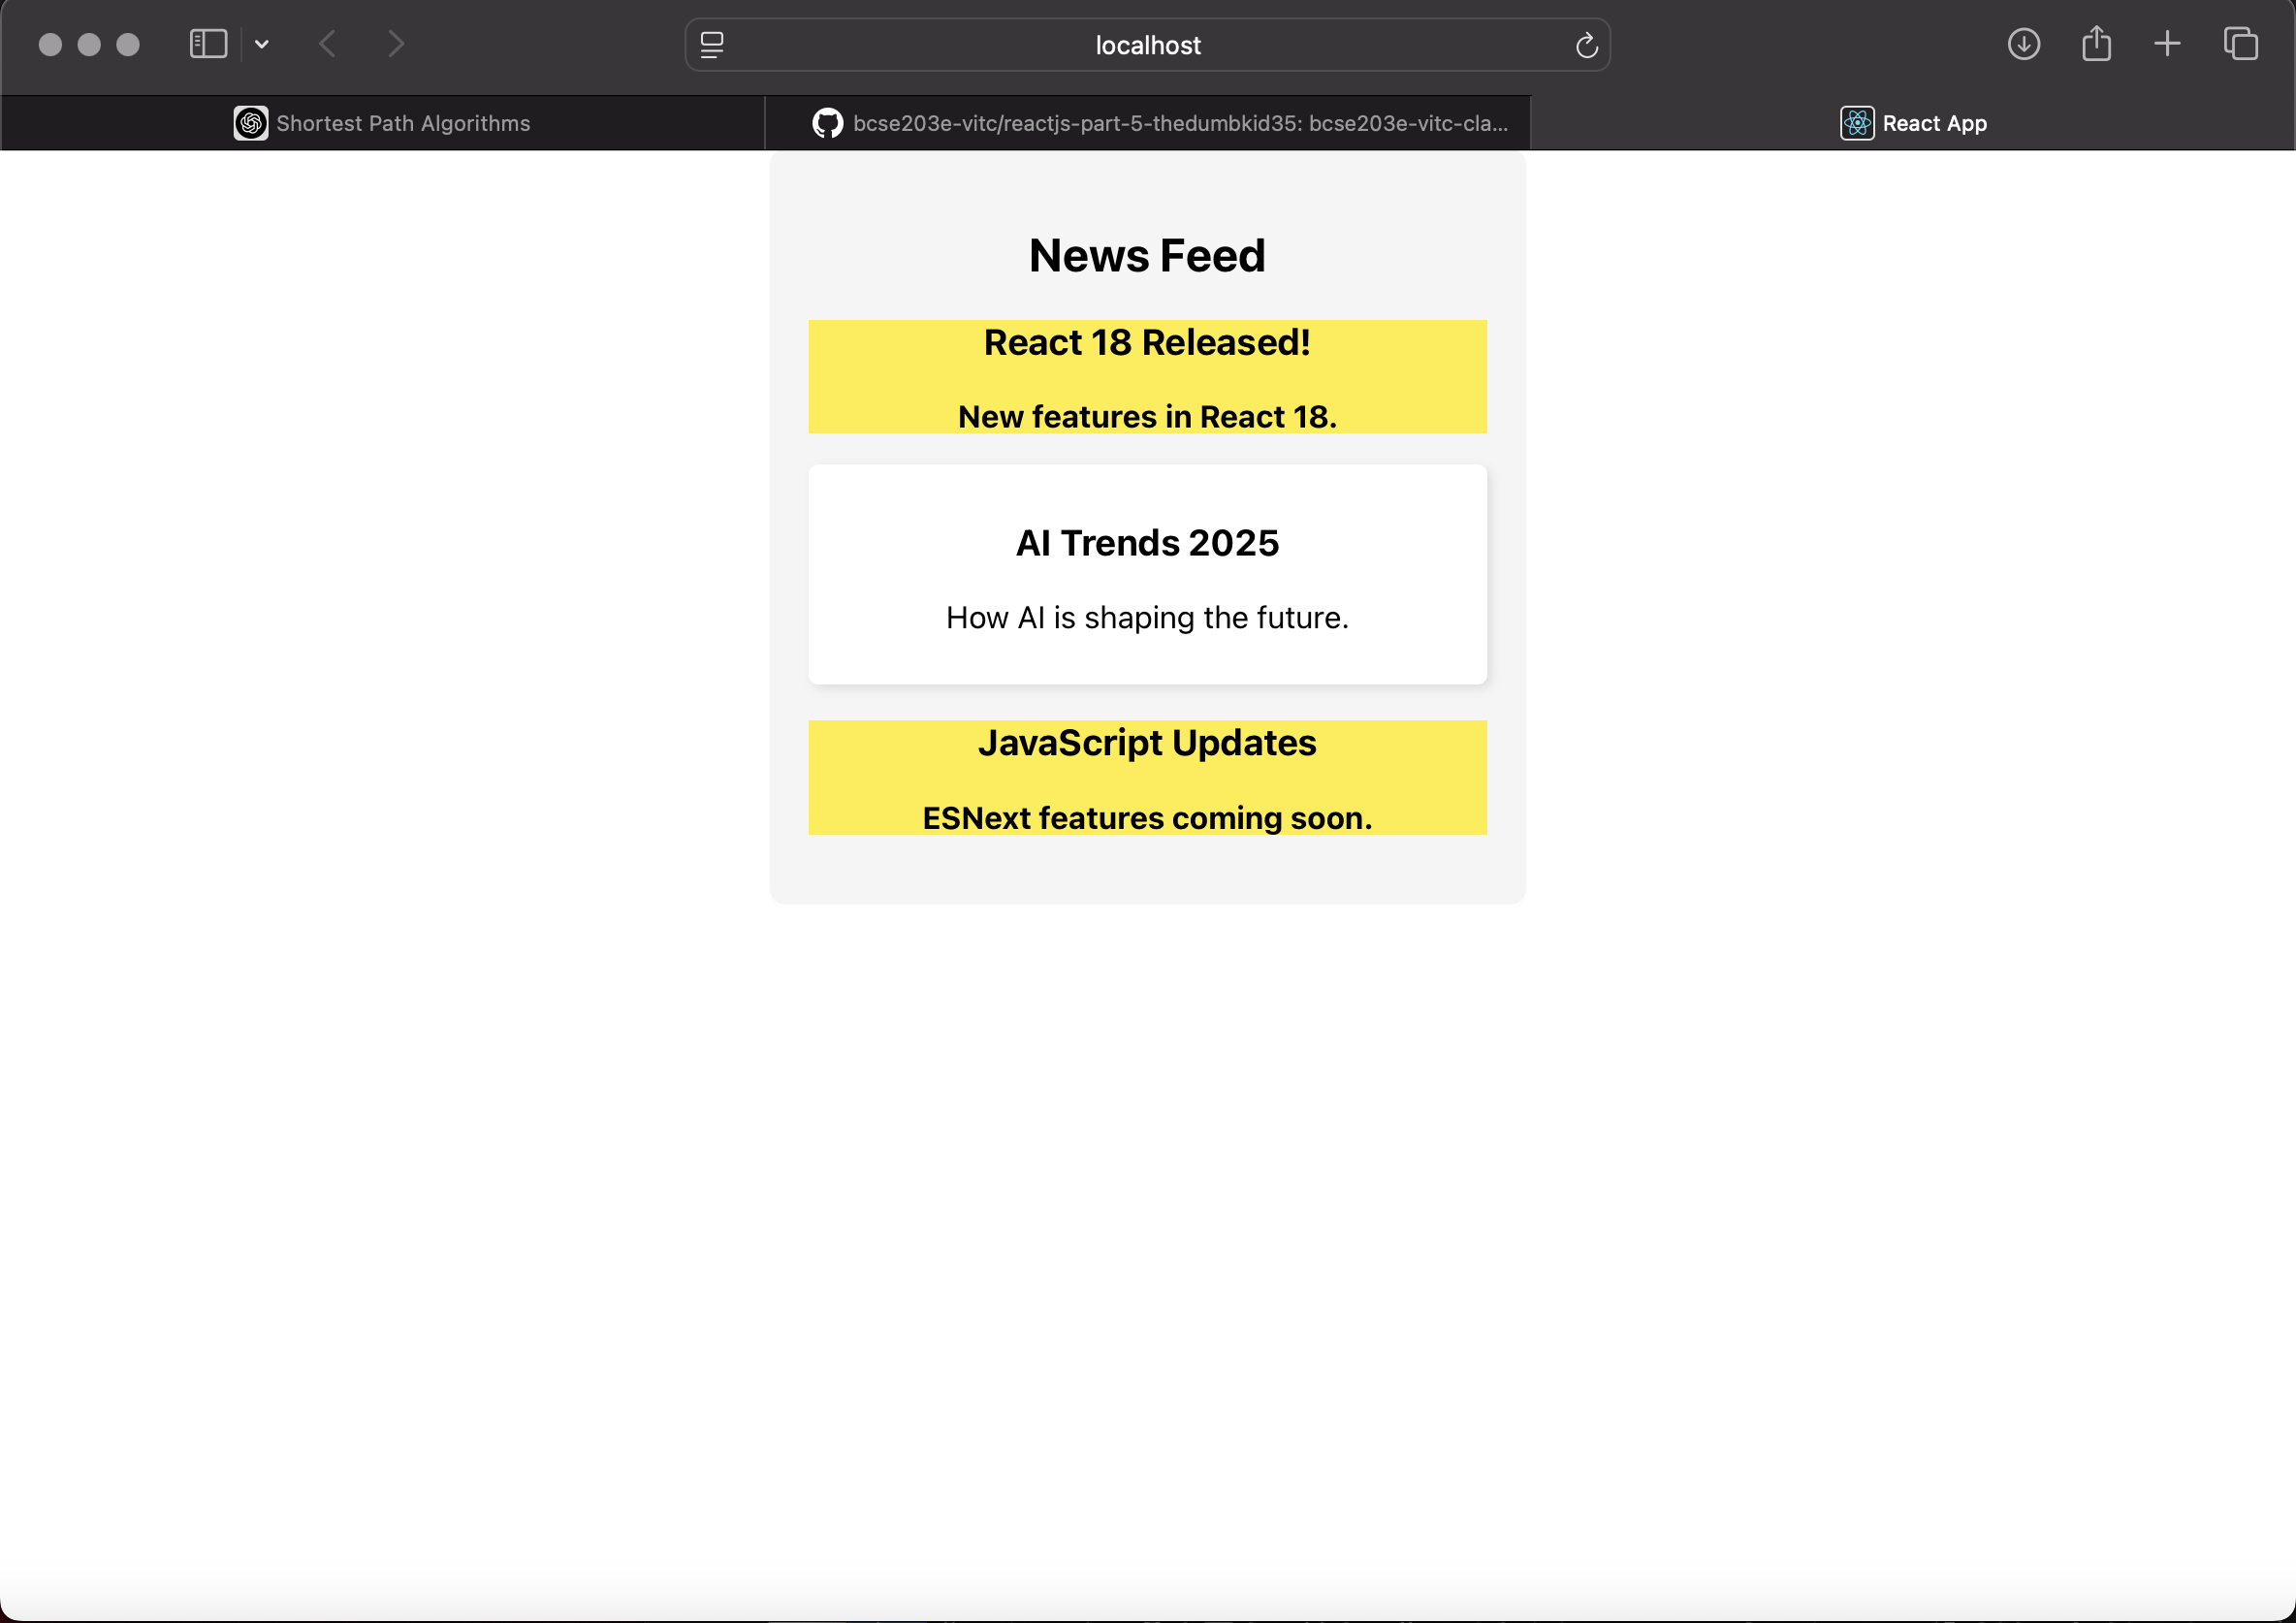 localhost
Shortest Path Algorithms
bcse203e-vitc/reactjs-part-5-thedumbkid35: bcse203e-vitc-cla...
React App
News Feed
React 18 Released!
New features in React 18.
AI Trends 2025
How AI is shaping the future.
JavaScript Updates
ESNext features coming soon.